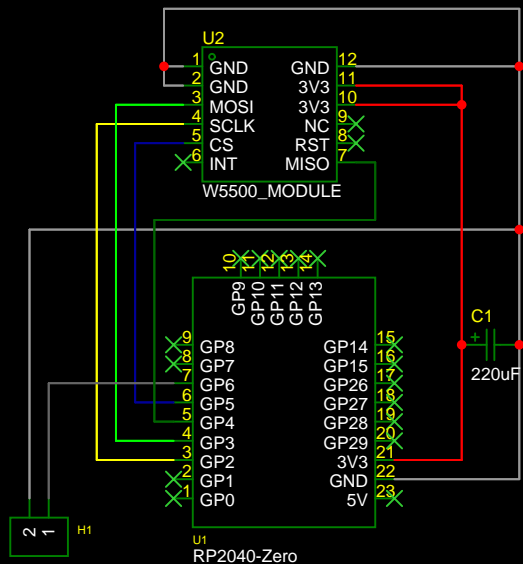 U2
1 GND GND 12
2 GND 3V3 11
3 MOSI 3V3 10
4 SCLK NC 9
5 CS RST 8
6 INT MISO 7
W5500_MODULE
10 11 12 13 14
GP9 GP10 GP11 GP12 GP13
C1
+
220uF
9 GP8 GP14 15
8 GP7 GP15 16
7 GP6 GP26 17
6 GP5 GP27 18
5 GP4 GP28 19
4 GP3 GP29 20
3 GP2 3V3 21
2 GP1 GND 22
1 GP0 5V 23
2 1 H1
U1
RP2040-Zero